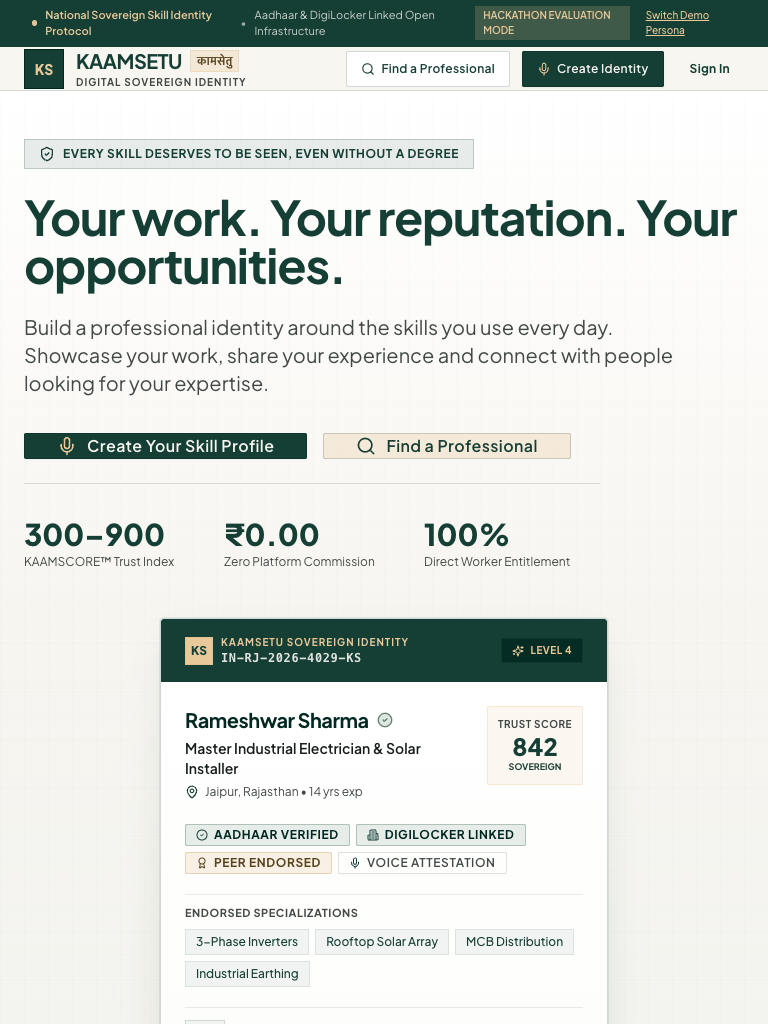 National Sovereign Skill Identity
Protocol
Aadhaar & DigiLocker Linked Open
Infrastructure
HACKATHON EVALUATION
MODE
Switch Demo
Persona
KS
KAAMSETU
कामसेतु
DIGITAL SOVEREIGN IDENTITY
Find a Professional
Create Identity
Sign In
EVERY SKILL DESERVES TO BE SEEN, EVEN WITHOUT A DEGREE
Your work. Your reputation. Your
opportunities.
Build a professional identity around the skills you use every day.
Showcase your work, share your experience and connect with people
looking for your expertise.
Create Your Skill Profile
Find a Professional
300–900
KAAMSCORE™ Trust Index
₹0.00
Zero Platform Commission
100%
Direct Worker Entitlement
KS
KAAMSETU SOVEREIGN IDENTITY
IN-RJ-2026-4029-KS
LEVEL 4
Rameshwar Sharma
Master Industrial Electrician & Solar
Installer
Jaipur, Rajasthan • 14 yrs exp
TRUST SCORE
842
SOVEREIGN
AADHAAR VERIFIED
DIGILOCKER LINKED
PEER ENDORSED
VOICE ATTESTATION
ENDORSED SPECIALIZATIONS
3-Phase Inverters
Rooftop Solar Array
MCB Distribution
Industrial Earthing